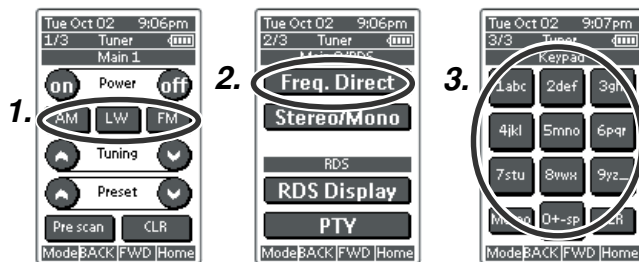 1.
Tue Oct 02 9:06pm
1/3 Tuner
Main 1
on Power off
AM LW FM
Tuning
Preset
Pre scan CLR
Mode BACK FWD Home
2.
Tue Oct 02 9:06pm
2/3 Tuner
Freq. Direct
Stereo/Mono
RDS
RDS Display
PTY
Mode BACK FWD Home
3.
Tue Oct 02 9:07pm
3/3 Tuner
Keypad
1abc 2def 3ghi
4jkl 5mno 6pqr
7stu 8vwx 9yz_
0+-sp
Mode BACK FWD Home